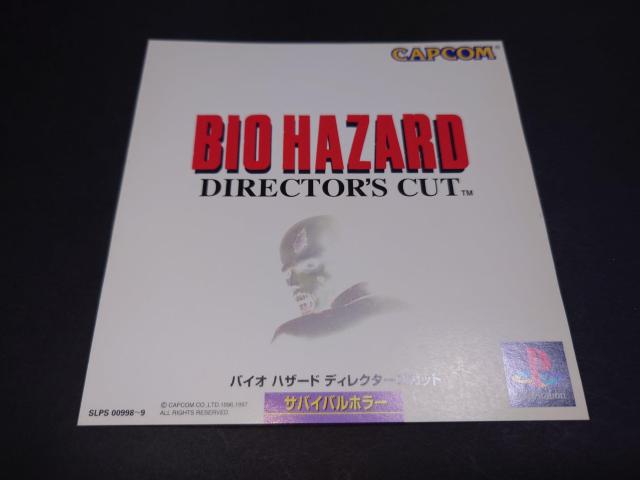 CAPCOM®
BIO HAZARD
DIRECTOR'S CUT™
バイオ ハザード ディレクターズカット
サバイバルホラー
© CAPCOM CO.,LTD.1996,1997
ALL RIGHTS RESERVED.
SLPS 00998~9
PlayStation